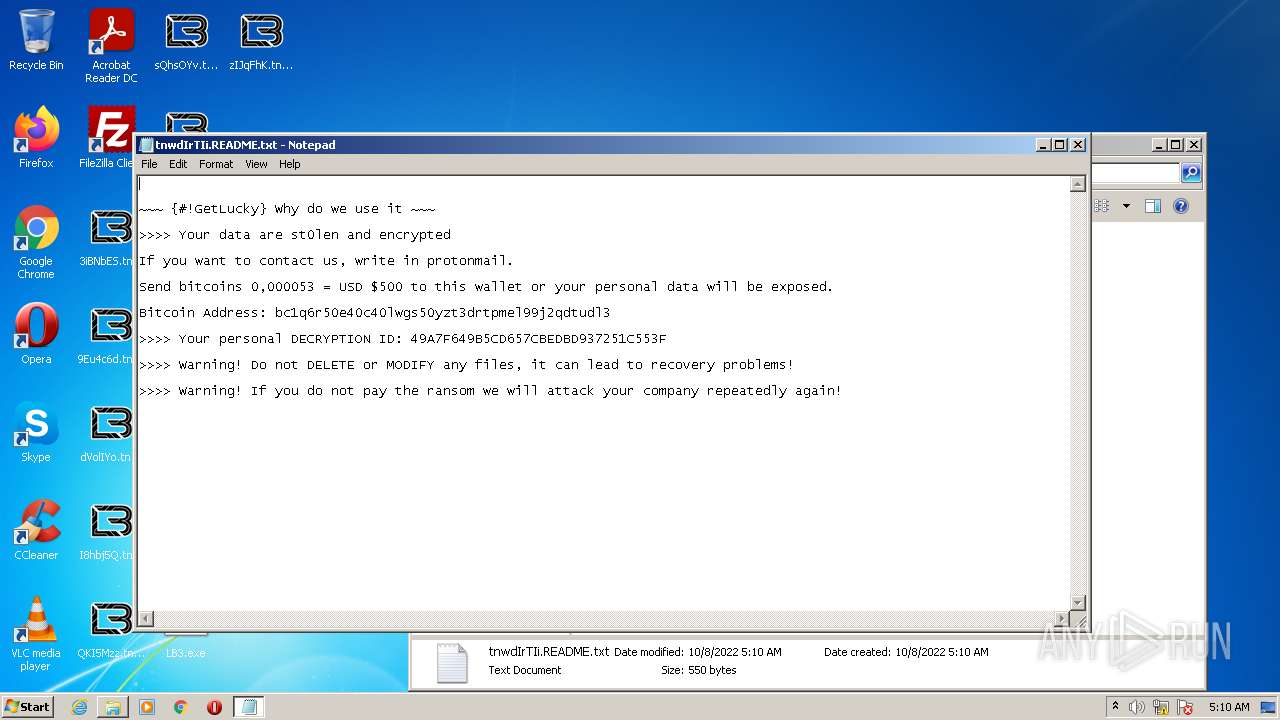 Recycle Bin
Acrobat
Reader DC
sQhsOYv.t...
zIJqFhK.tn...
Firefox
FileZilla Clie
Google
Chrome
3iBNbES.tn
Opera
9Eu4c6d.tn
Skype
dVolIYo.tn
CCleaner
I8hbj5Q.tn
VLC media
player
QKI5Mzz.tn...
LB3.exe
tnwdIrTIi.README.txt - Notepad
File Edit Format View Help
~~~ {#!GetLucky} Why do we use it ~~~
>>>> Your data are st0len and encrypted
If you want to contact us, write in protonmail.
Send bitcoins 0,000053 = USD $500 to this wallet or your personal data will be exposed.
Bitcoin Address: bc1q6r50e40c40lwgs50yzt3drtpmel99j2qdtudl3
>>>> Your personal DECRYPTION ID: 49A7F649B5CD657CBEDBD937251C553F
>>>> Warning! Do not DELETE or MODIFY any files, it can lead to recovery problems!
>>>> Warning! If you do not pay the ransom we will attack your company repeatedly again!
tnwdIrTIi.README.txt Date modified: 10/8/2022 5:10 AM Date created: 10/8/2022 5:10 AM
Text Document Size: 550 bytes
ANY RUN
Start
5:10 AM